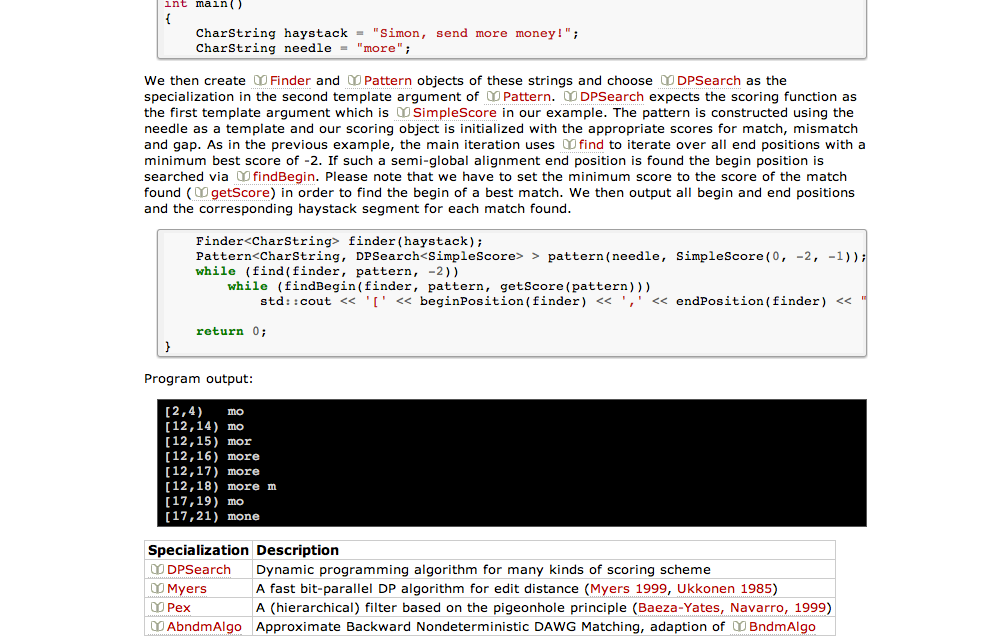 int main()
{
    CharString haystack = "Simon, send more money!";
    CharString needle = "more";
We then create Finder and Pattern objects of these strings and choose DPSearch as the
specialization in the second template argument of Pattern. DPSearch expects the scoring function as
the first template argument which is SimpleScore in our example. The pattern is constructed using the
needle as a template and our scoring object is initialized with the appropriate scores for match, mismatch
and gap. As in the previous example, the main iteration uses find to iterate over all end positions with a
minimum best score of -2. If such a semi-global alignment end position is found the begin position is
searched via findBegin. Please note that we have to set the minimum score to the score of the match
found (getScore) in order to find the begin of a best match. We then output all begin and end positions
and the corresponding haystack segment for each match found.
    Finder<CharString> finder(haystack);
    Pattern<CharString, DPSearch<SimpleScore> > pattern(needle, SimpleScore(0, -2, -1));
    while (find(finder, pattern, -2))
        while (findBegin(finder, pattern, getScore(pattern)))
            std::cout << '[' << beginPosition(finder) << ',' << endPosition(finder) << "
    return 0;
}
Program output:
[2,4)   mo
[12,14) mo
[12,15) mor
[12,16) more
[12,17) more
[12,18) more m
[17,19) mo
[17,21) mone
Specialization Description
DPSearch Dynamic programming algorithm for many kinds of scoring scheme
Myers A fast bit-parallel DP algorithm for edit distance (Myers 1999, Ukkonen 1985)
Pex A (hierarchical) filter based on the pigeonhole principle (Baeza-Yates, Navarro, 1999)
AbndmAlgo Approximate Backward Nondeterministic DAWG Matching, adaption of BndmAlgo